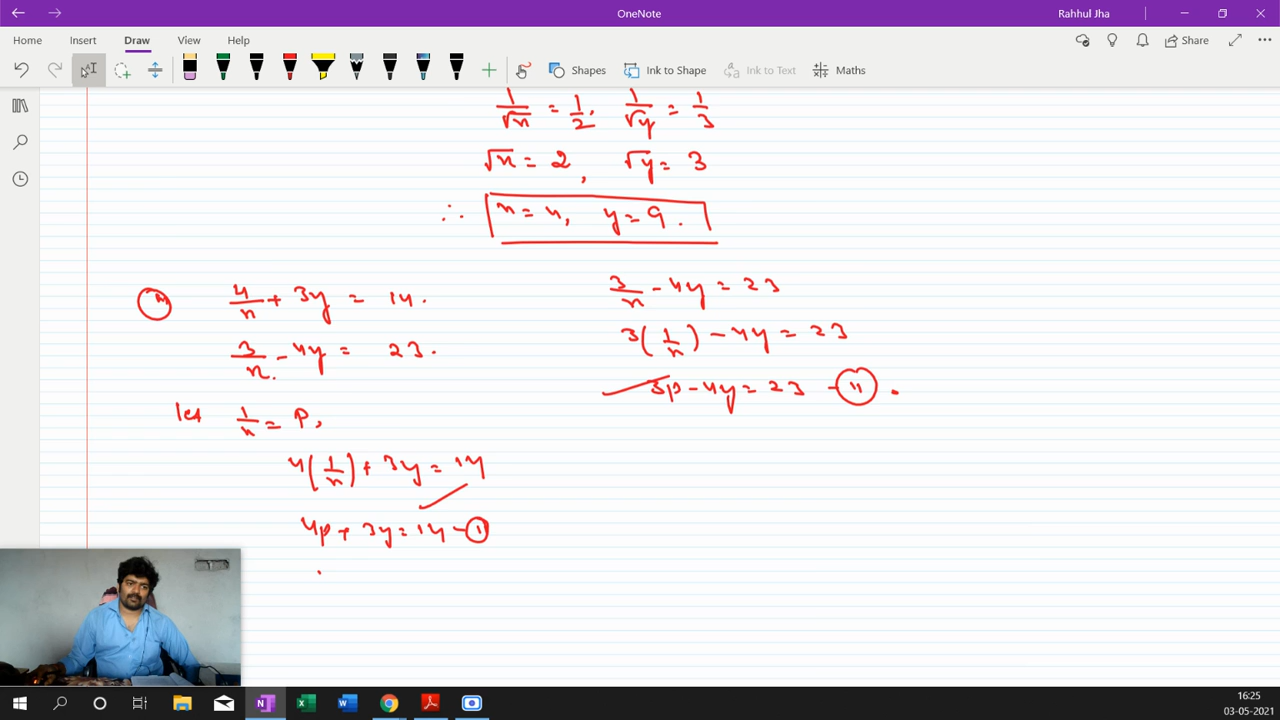 OneNote
Rahhul Jha
Home Insert Draw View Help
Share
Shapes Ink to Shape Ink to Text Maths
1/√x = 1/2, 1/√y = 1/3
√x = 2, √y = 3
∴ x = 4, y = 9.
4/x + 3y = 14.
3/x - 4y = 23.
let 1/x = P,
4(1/x) + 3y = 14
4p + 3y = 14 - ①
3/x - 4y = 23
3(1/x) - 4y = 23
3p - 4y = 23 - ⑪
16:25
03-05-2021